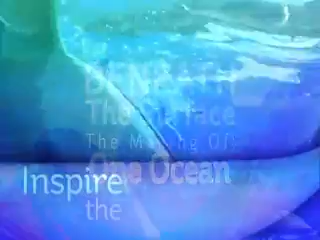 BENEATH
The Surface
The Making Of
One Ocean
Inspire
the